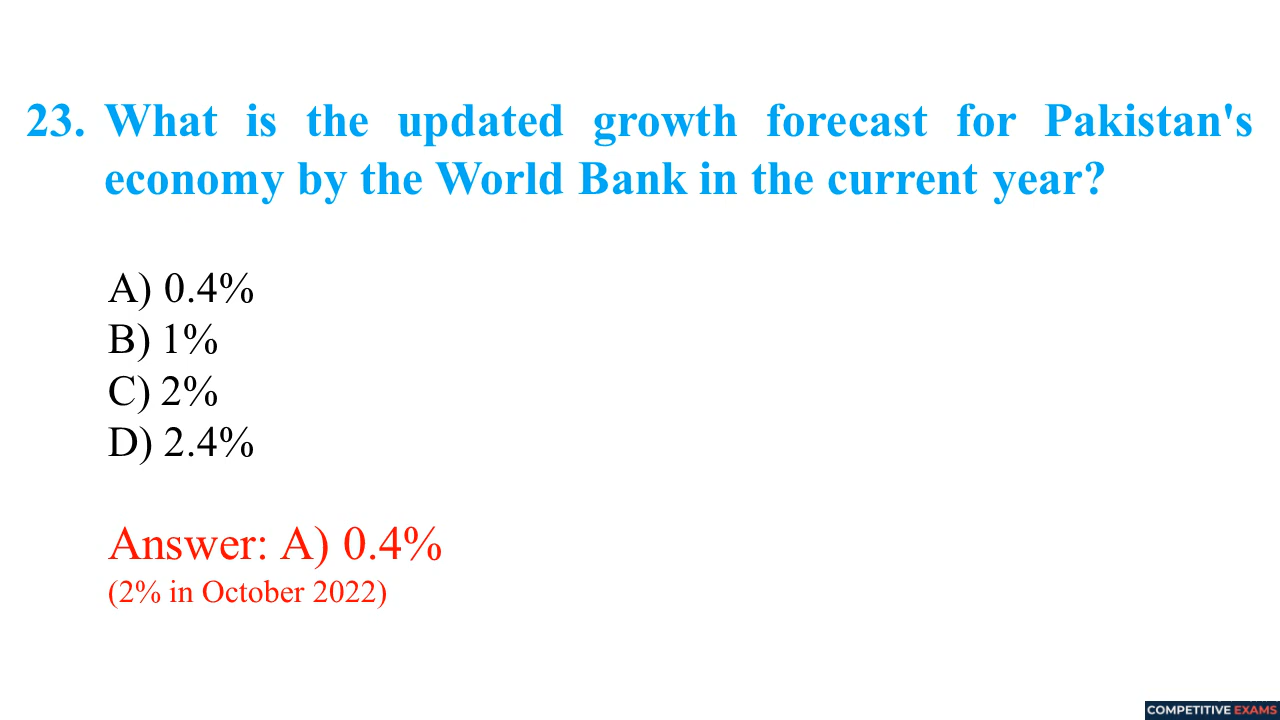 23. What is the updated growth forecast for Pakistan's
economy by the World Bank in the current year?
A) 0.4%
B) 1%
C) 2%
D) 2.4%
Answer: A) 0.4%
(2% in October 2022)
COMPETITIVE EXAMS